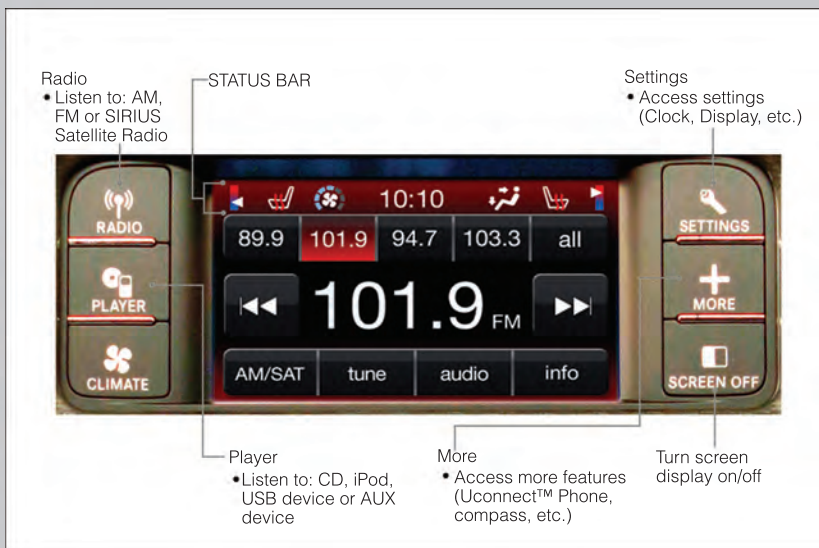 Radio
• Listen to: AM,
FM or SIRIUS
Satellite Radio
STATUS BAR
Settings
• Access settings
(Clock, Display, etc.)
RADIO
PLAYER
CLIMATE
10:10
89.9 101.9 94.7 103.3 all
101.9 FM
AM/SAT tune audio info
SETTINGS
MORE
SCREEN OFF
Player
• Listen to: CD, iPod,
USB device or AUX
device
More
• Access more features
(Uconnect™ Phone,
compass, etc.)
Turn screen
display on/off